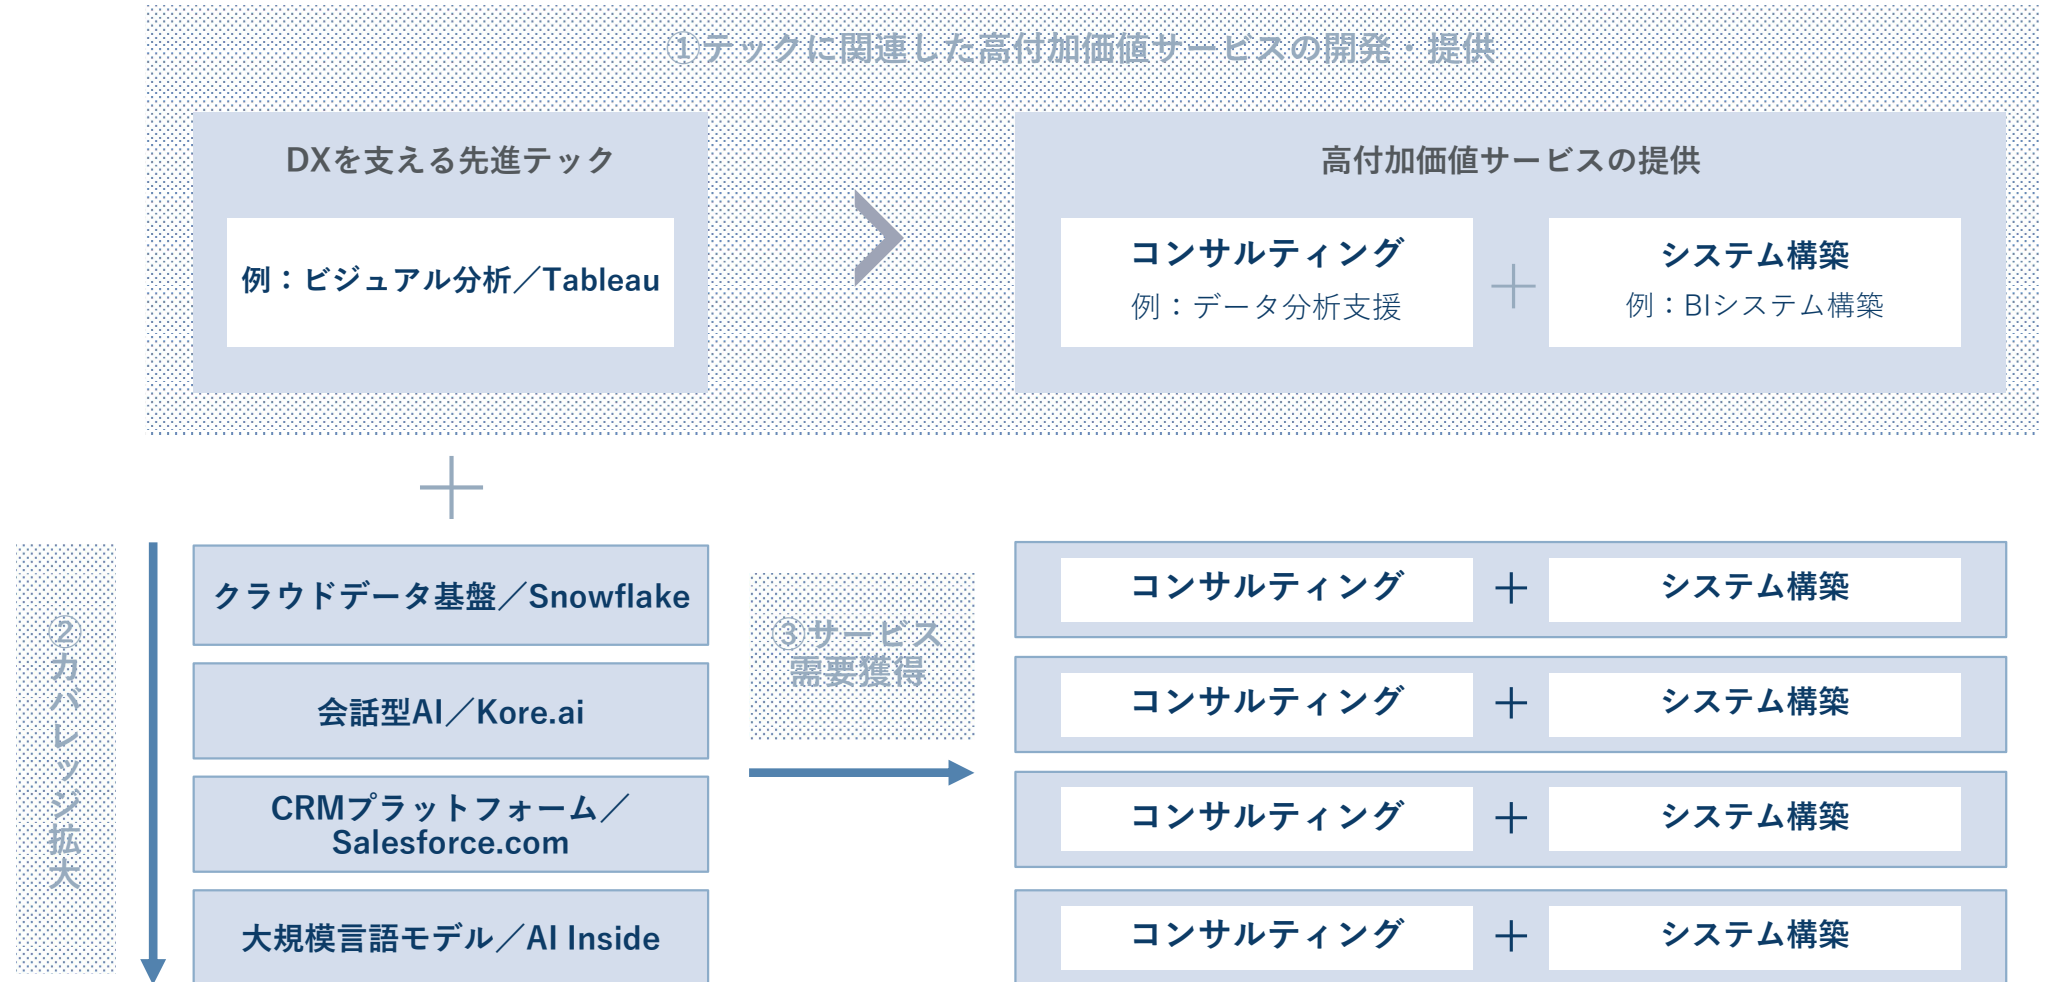 ①テックに関連した高付加価値サービスの開発・提供
DXを支える先進テック
例：ビジュアル分析／Tableau
高付加価値サービスの提供
コンサルティング
例：データ分析支援
＋
システム構築
例：BIシステム構築
＋
②カバレッジ拡大
クラウドデータ基盤／Snowflake
会話型AI／Kore.ai
CRMプラットフォーム／
Salesforce.com
大規模言語モデル／AI Inside
③サービス
需要獲得
コンサルティング ＋ システム構築
コンサルティング ＋ システム構築
コンサルティング ＋ システム構築
コンサルティング ＋ システム構築